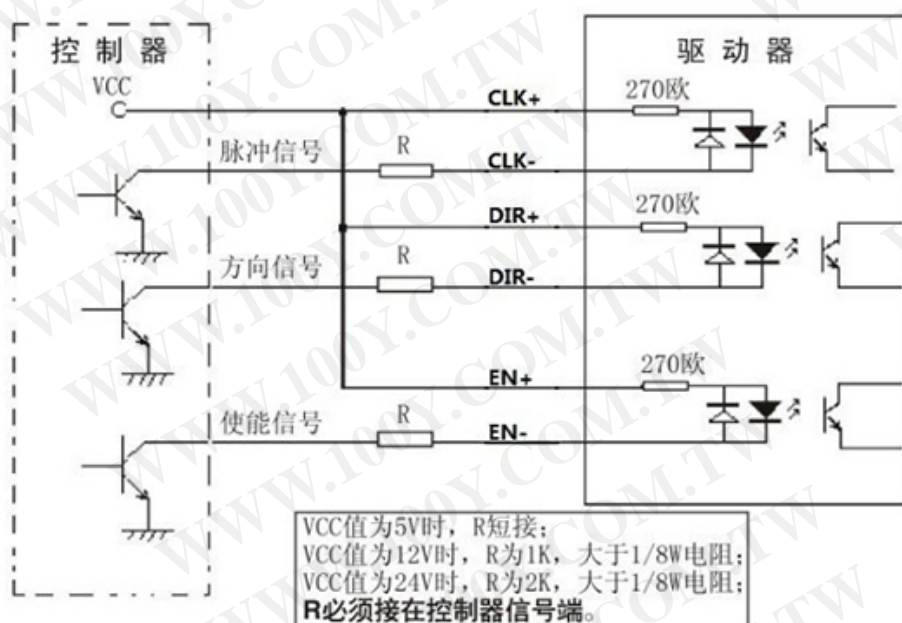 控制器
驱动器
VCC
CLK+
270欧
脉冲信号
R
CLK-
DIR+
270欧
方向信号
R
DIR-
EN+
270欧
使能信号
R
EN-
VCC值为5V时，R短接；
VCC值为12V时，R为1K，大于1/8W电阻；
VCC值为24V时，R为2K，大于1/8W电阻；
R必须接在控制器信号端。
WWW.100Y.COM.TW